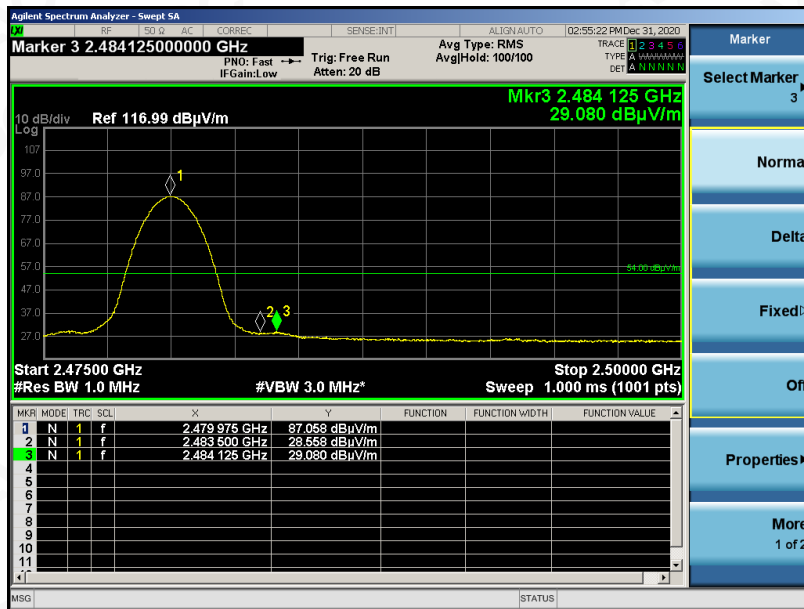 Agilent Spectrum Analyzer - Swept SA
LXI RF 50 Ω AC CORREC SENSE:INT ALIGN AUTO 02:55:22 PM Dec 31, 2020
Marker 3 2.484125000000 GHz
PNO: Fast
IFGain:Low
Trig: Free Run
Atten: 20 dB
Avg Type: RMS
Avg|Hold: 100/100
TRACE 1 2 3 4 5 6
TYPE A WWWWW
DET A N N N N N
Mkr3 2.484 125 GHz
29.080 dBµV/m
10 dB/div Ref 116.99 dBµV/m
Log
107
97.0
87.0
77.0
67.0
57.0
47.0
37.0
27.0
1
2
3
54.00 dBµV/m
Start 2.47500 GHz Stop 2.50000 GHz
#Res BW 1.0 MHz #VBW 3.0 MHz* Sweep 1.000 ms (1001 pts)
MKR MODE TRC SCL X Y FUNCTION FUNCTION WIDTH FUNCTION VALUE
1 N 1 f 2.479 975 GHz 87.058 dBµV/m
2 N 1 f 2.483 500 GHz 28.558 dBµV/m
3 N 1 f 2.484 125 GHz 29.080 dBµV/m
4
5
6
7
8
9
10
11
MSG STATUS
Marker
Select Marker
3
Norma
Delta
Fixed
Off
Properties
More
1 of 2